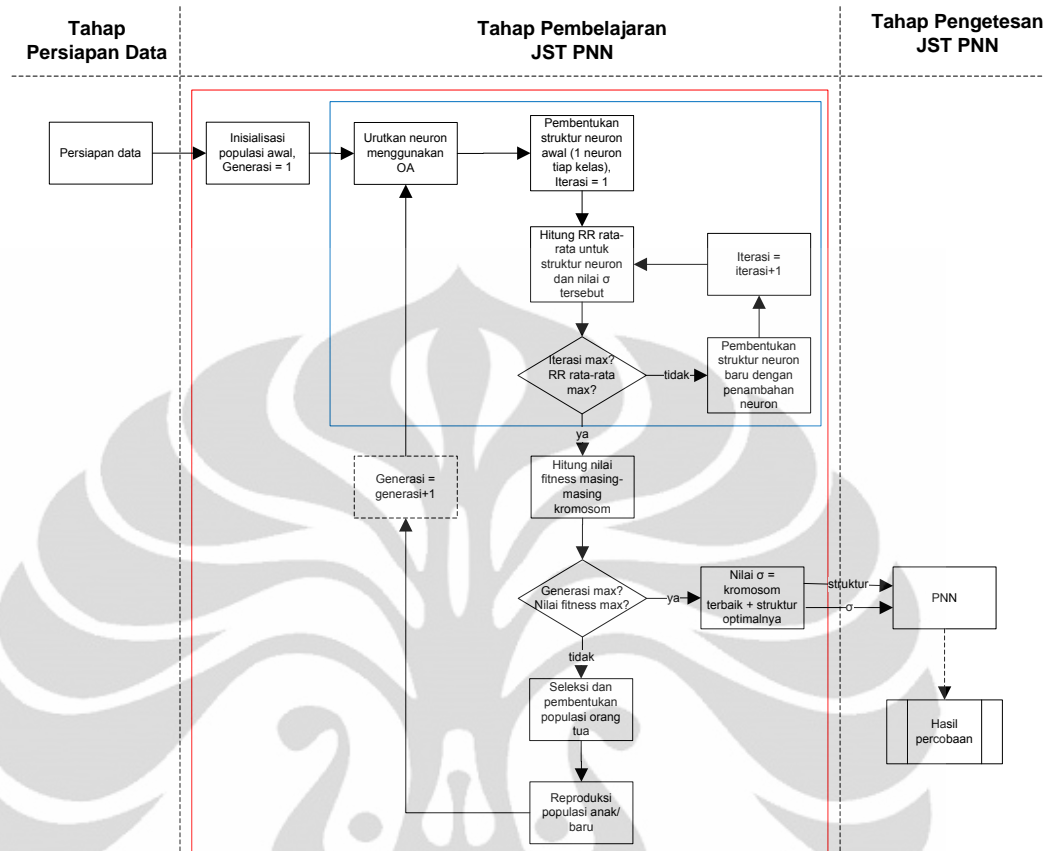 Tahap
Persiapan Data
Tahap Pembelajaran
JST PNN
Tahap Pengetesan
JST PNN
Persiapan data
Inisialisasi
populasi awal,
Generasi = 1
Urutkan neuron
menggunakan
OA
Pembentukan
struktur neuron
awal (1 neuron
tiap kelas),
Iterasi = 1
Hitung RR rata-
rata untuk
struktur neuron
dan nilai σ
tersebut
Iterasi =
iterasi+1
Iterasi max?
RR rata-rata
max?
tidak
Pembentukan
struktur neuron
baru dengan
penambahan
neuron
ya
Hitung nilai
fitness masing-
masing
kromosom
Generasi =
generasi+1
Generasi max?
Nilai fitness max?
ya
Nilai σ =
kromosom
terbaik + struktur
optimalnya
struktur
σ
PNN
tidak
Seleksi dan
pembentukan
populasi orang
tua
Hasil
percobaan
Reproduksi
populasi anak/
baru